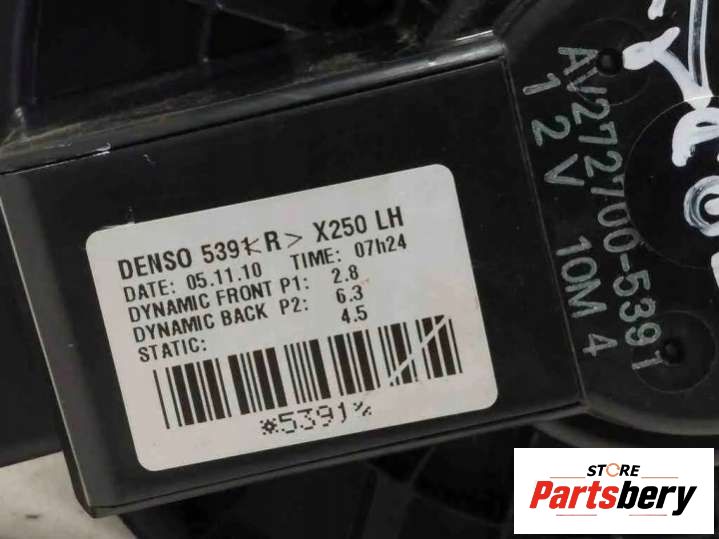 DENSO 5391<R> X250 LH
DATE: 05.11.10 TIME: 07h24
DYNAMIC FRONT P1: 2.8
DYNAMIC BACK P2: 6.3
STATIC: 4.5
*5391%
AV272700-5391
12V 10M 4
STORE
Partsbery